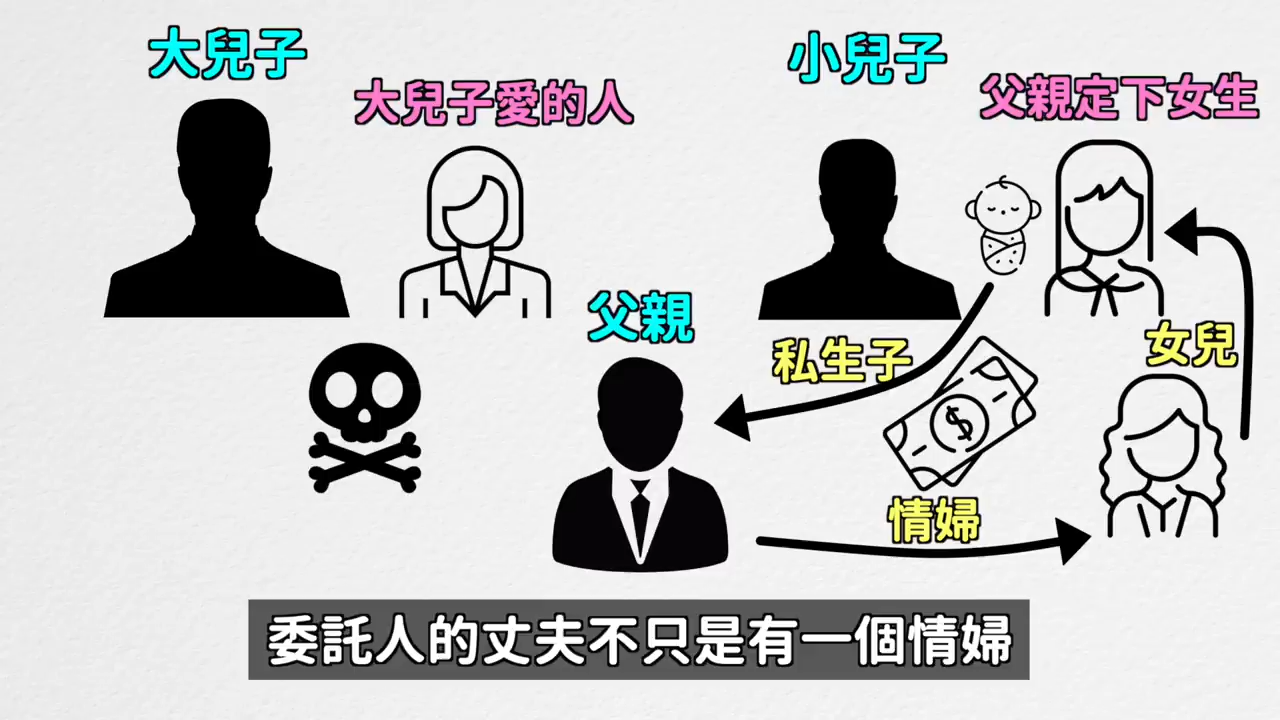 大兒子
小兒子
大兒子愛的人
父親定下女生
父親
私生子
女兒
情婦
委託人的丈夫不只是有一個情婦